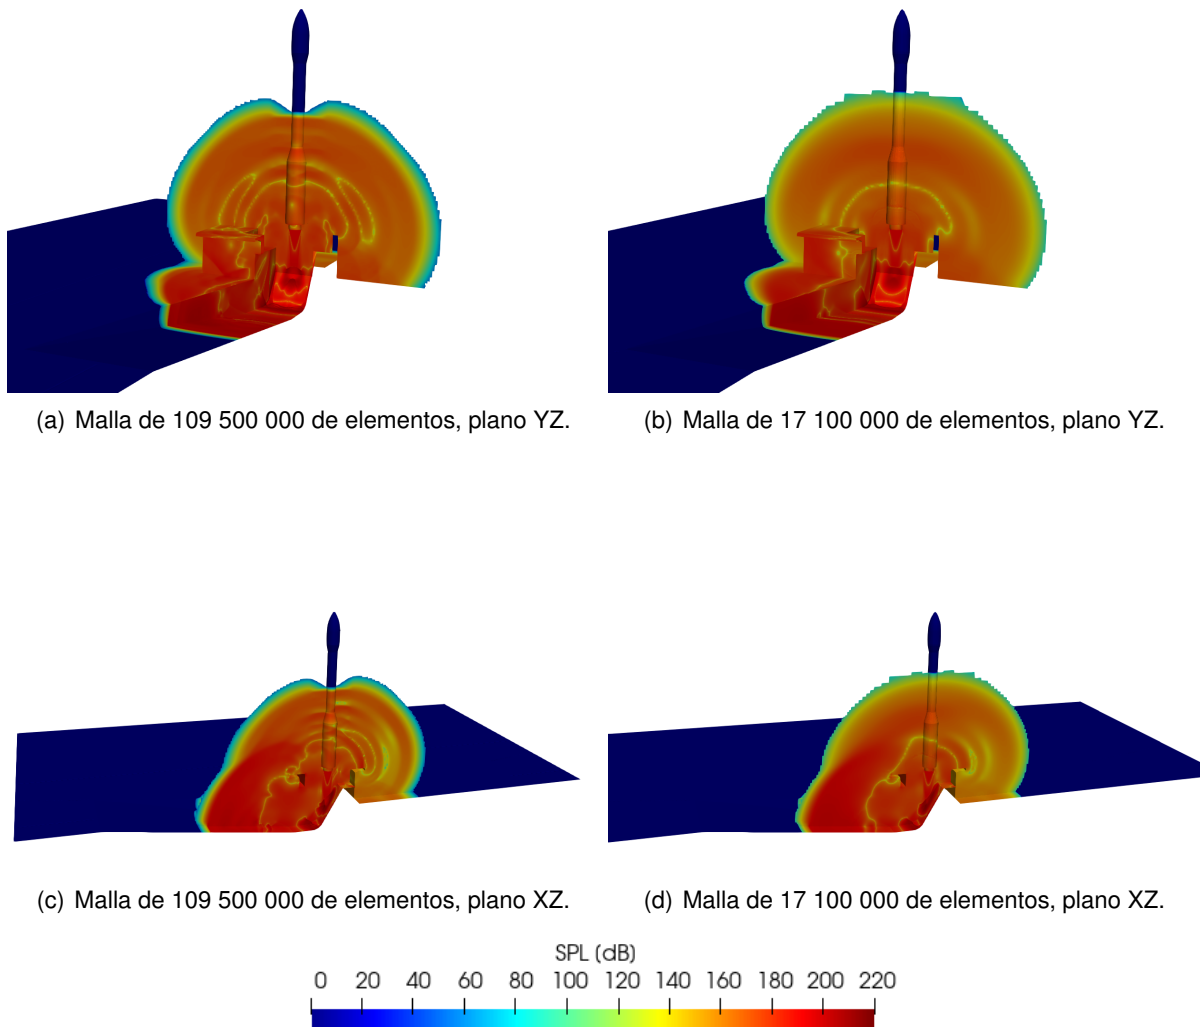 (a) Malla de 109 500 000 de elementos, plano YZ.
(b) Malla de 17 100 000 de elementos, plano YZ.
(c) Malla de 109 500 000 de elementos, plano XZ.
(d) Malla de 17 100 000 de elementos, plano XZ.
SPL (dB)
0 20 40 60 80 100 120 140 160 180 200 220